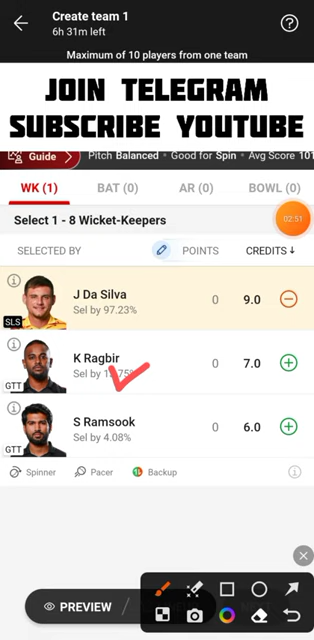 Create team 1
6h 31m left
Maximum of 10 players from one team
JOIN TELEGRAM
SUBSCRIBE YOUTUBE
Guide Pitch Balanced • Good for Spin • Avg Score 101
WK (1) BAT (0) AR (0) BOWL (0)
Select 1 - 8 Wicket-Keepers
02:51
SELECTED BY POINTS CREDITS↓
J Da Silva
Sel by 97.23%
0 9.0
SLS
K Ragbir
Sel by
0 7.0
GTT
S Ramsook
Sel by 4.08%
0 6.0
GTT
Spinner Pacer Backup
PREVIEW